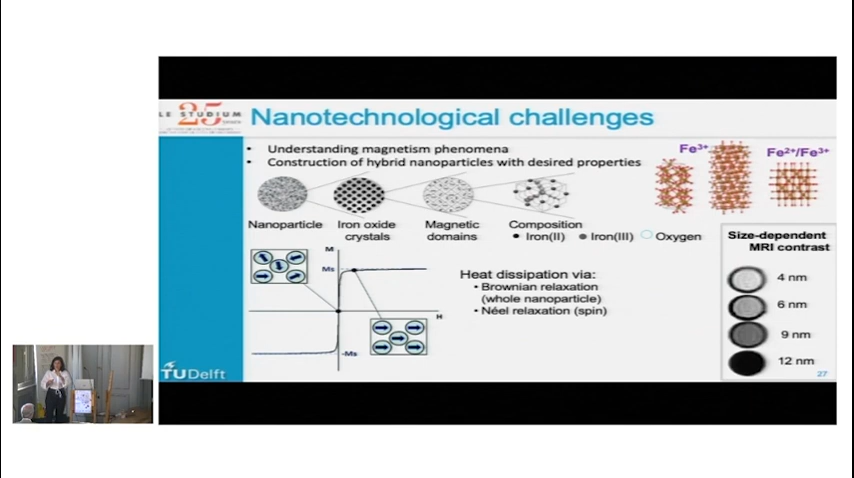 LE STUDIUM
25
Nanotechnological challenges
• Understanding magnetism phenomena
• Construction of hybrid nanoparticles with desired properties
Fe³⁺
Fe²⁺/Fe³⁺
Nanoparticle
Iron oxide
crystals
Magnetic
domains
Composition
Iron(II) Iron(III) Oxygen
M
Ms
H
-Ms
Heat dissipation via:
• Brownian relaxation
(whole nanoparticle)
• Néel relaxation (spin)
Size-dependent
MRI contrast
4 nm
6 nm
9 nm
12 nm
TUDelft
27